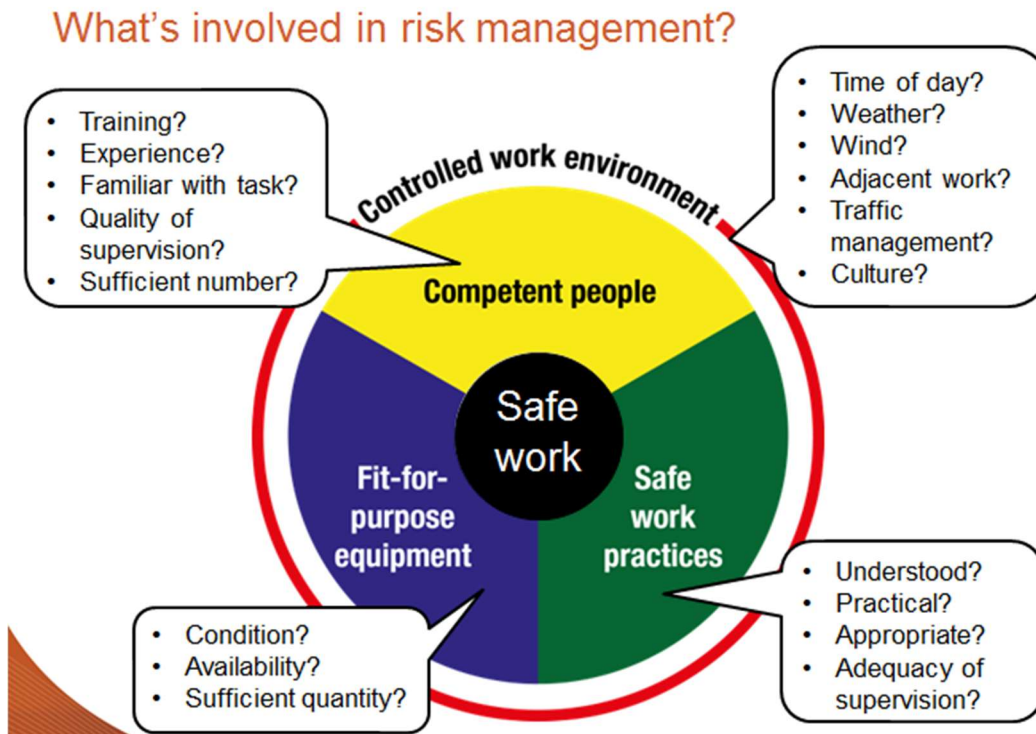 What's involved in risk management?
• Training?
• Experience?
• Familiar with task?
• Quality of
supervision?
• Sufficient number?
• Time of day?
• Weather?
• Wind?
• Adjacent work?
• Traffic
management?
• Culture?
Controlled work environment
Competent people
Safe
work
Fit-for-
purpose
equipment
Safe
work
practices
• Condition?
• Availability?
• Sufficient quantity?
• Understood?
• Practical?
• Appropriate?
• Adequacy of
supervision?